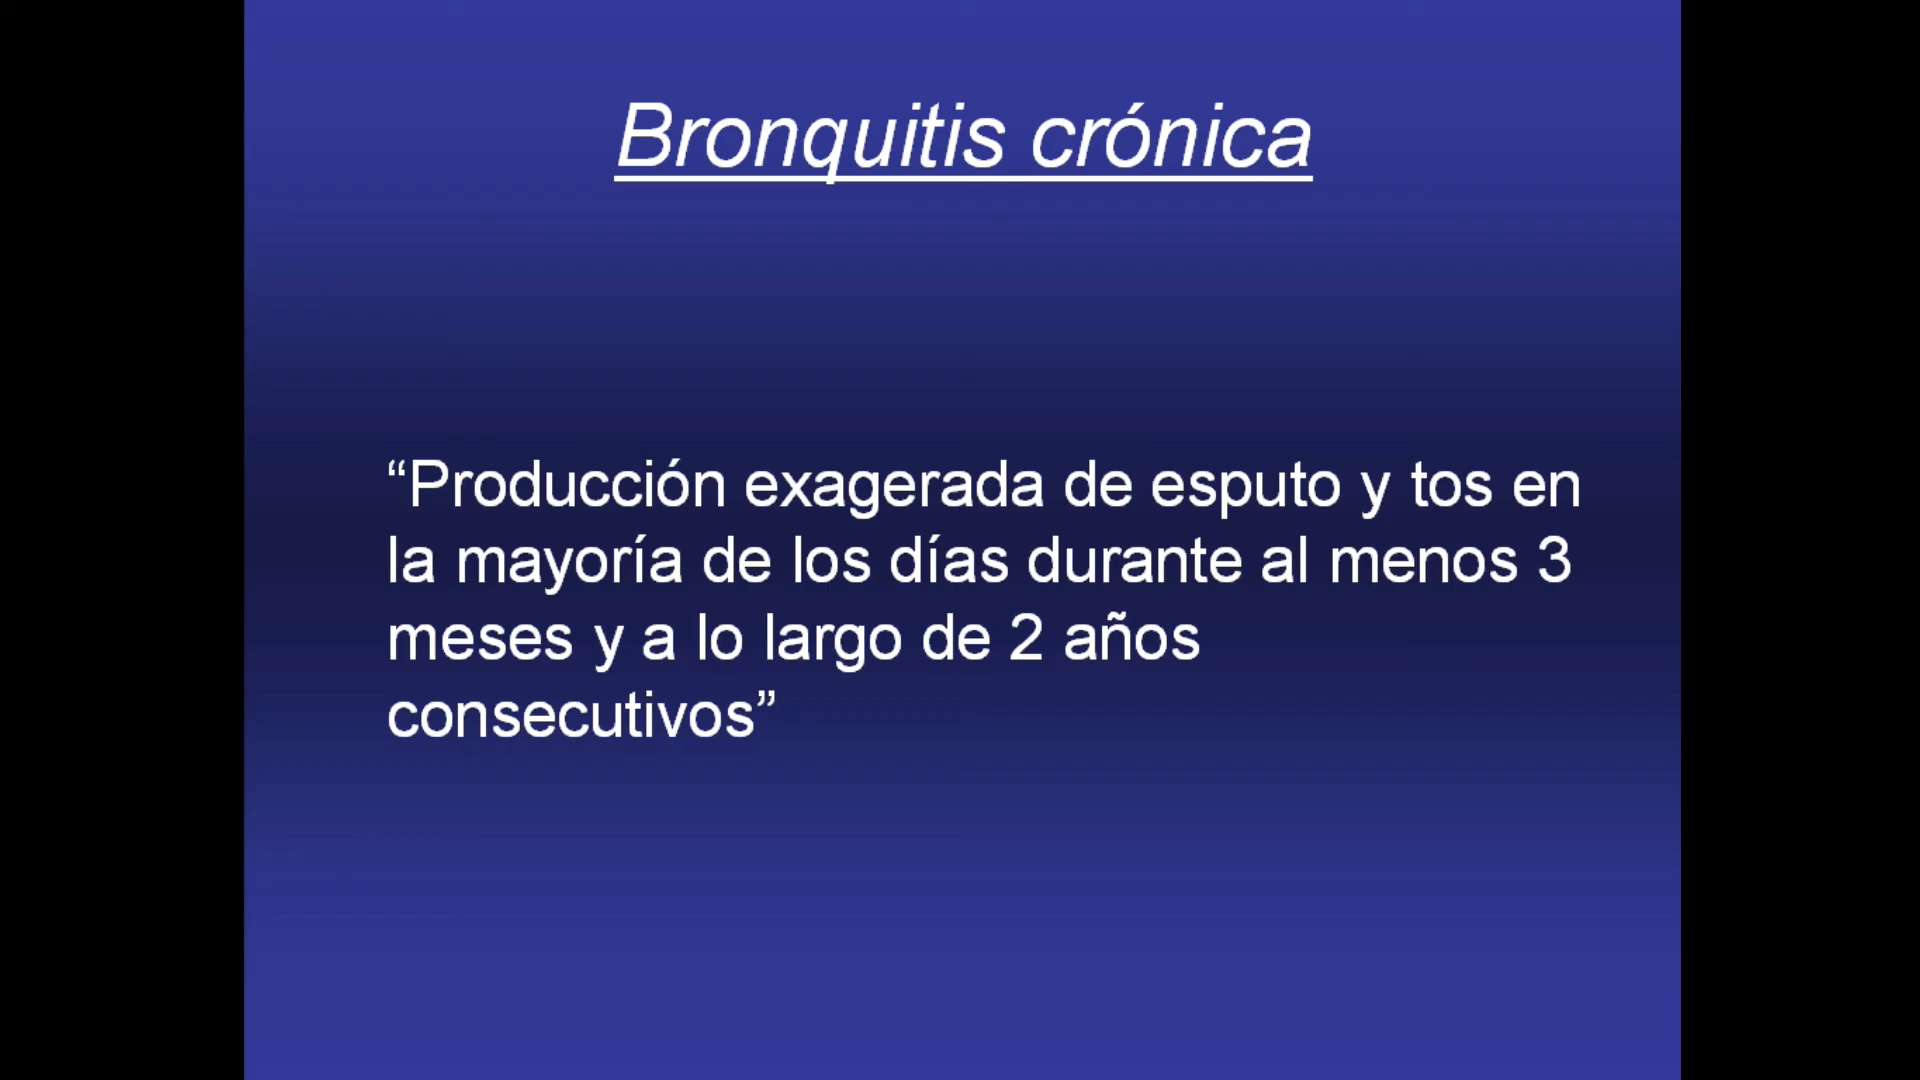 Bronquitis crónica
“Producción exagerada de esputo y tos en
la mayoría de los días durante al menos 3
meses y a lo largo de 2 años
consecutivos”